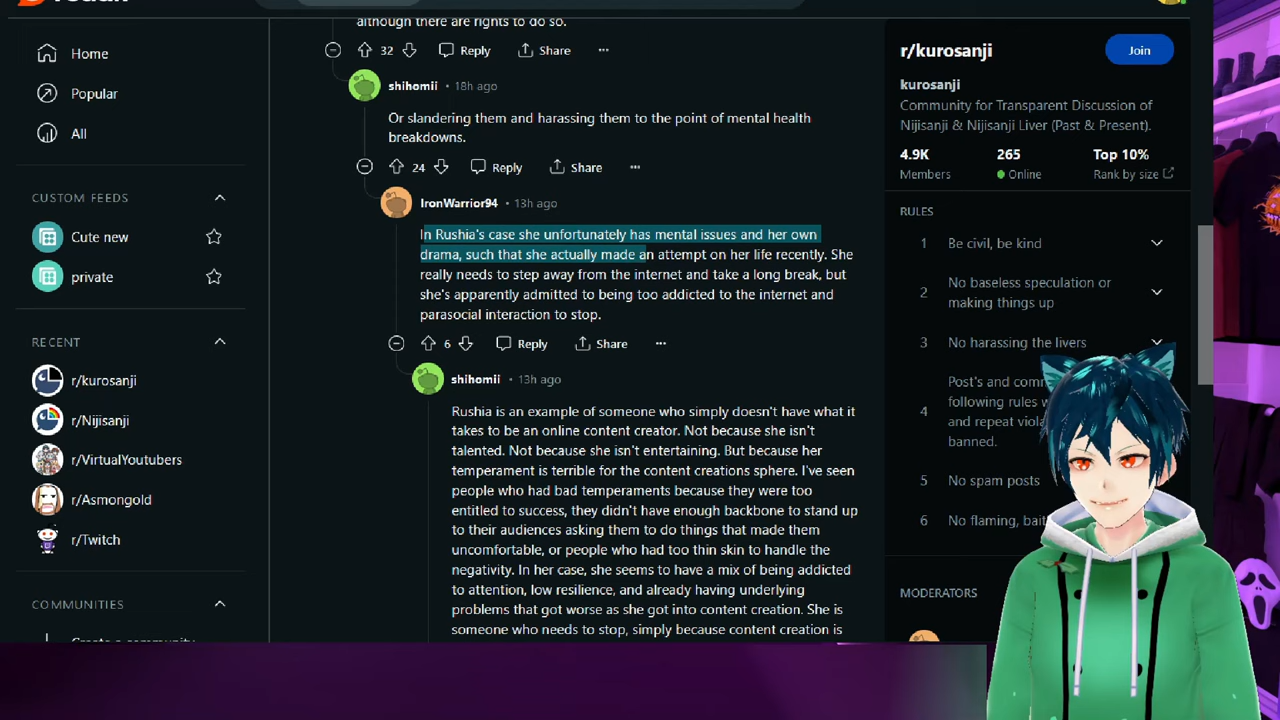 although there are rights to do so.
32 Reply Share
shihomii • 18h ago
Or slandering them and harassing them to the point of mental health
breakdowns.
24 Reply Share
IronWarrior94 • 13h ago
In Rushia's case she unfortunately has mental issues and her own
drama, such that she actually made an attempt on her life recently. She
really needs to step away from the internet and take a long break, but
she's apparently admitted to being too addicted to the internet and
parasocial interaction to stop.
6 Reply Share
shihomii • 13h ago
Rushia is an example of someone who simply doesn't have what it
takes to be an online content creator. Not because she isn't
talented. Not because she isn't entertaining. But because her
temperament is terrible for the content creations sphere. I've seen
people who had bad temperaments because they were too
entitled to success, they didn't have enough backbone to stand up
to their audiences asking them to do things that made them
uncomfortable, or people who had too thin skin to handle the
negativity. In her case, she seems to have a mix of being addicted
to attention, low resilience, and already having underlying
problems that got worse as she got into content creation. She is
someone who needs to stop, simply because content creation is
Home
Popular
All
CUSTOM FEEDS
Cute new
private
RECENT
r/kurosanji
r/Nijisanji
r/VirtualYoutubers
r/Asmongold
r/Twitch
COMMUNITIES
Create a community
r/kurosanji
Join
kurosanji
Community for Transparent Discussion of
Nijisanji & Nijisanji Liver (Past & Present).
4.9K 265 Top 10%
Members Online Rank by size
RULES
1 Be civil, be kind
2 No baseless speculation or
making things up
3 No harassing the livers
4 Post's and com
following rules
and repeat viola
banned.
5 No spam posts
6 No flaming, bait
MODERATORS